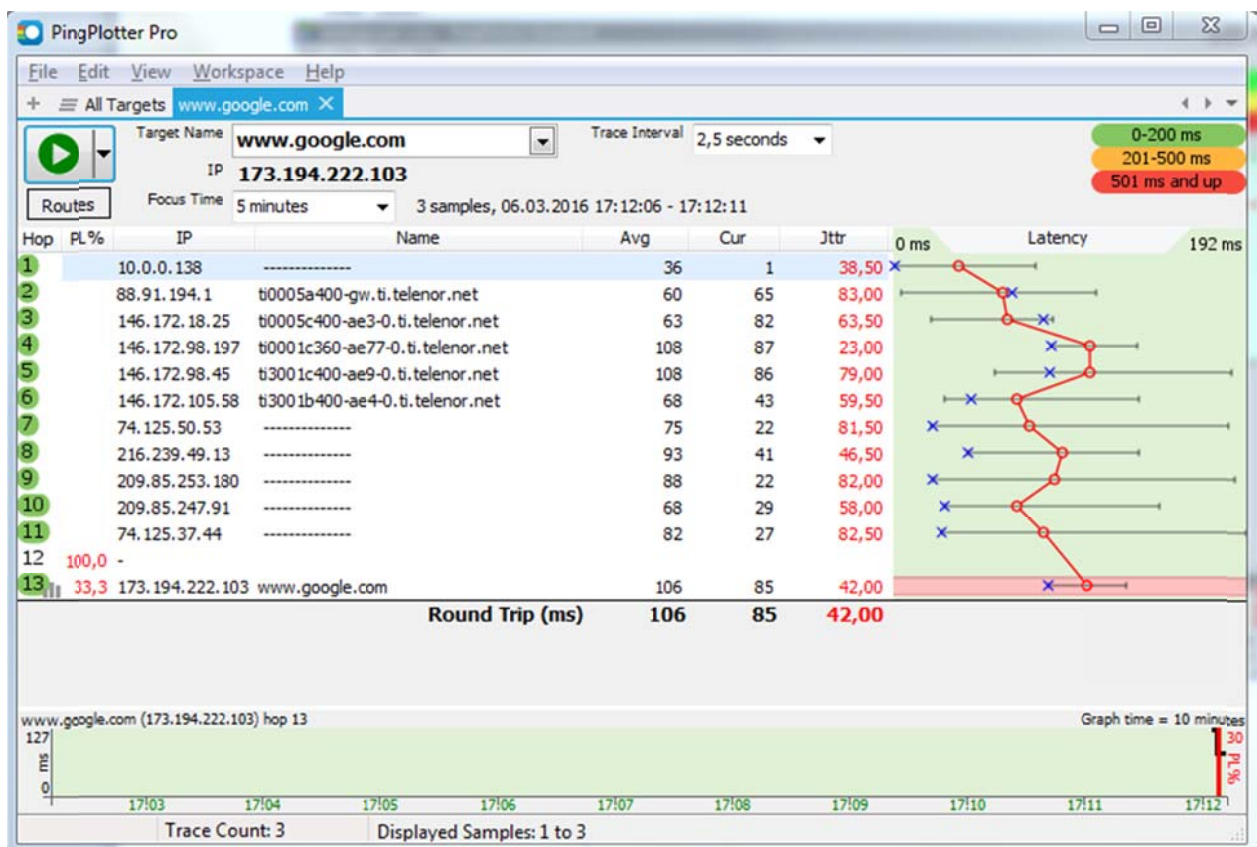 PingPlotter Pro
File Edit View Workspace Help
+ All Targets www.google.com ×
Target Name www.google.com Trace Interval 2,5 seconds 0-200 ms
IP 173.194.222.103 201-500 ms
501 ms and up
Routes Focus Time 5 minutes 3 samples, 06.03.2016 17:12:06 - 17:12:11
Hop PL% IP Name Avg Cur Jttr 0 ms Latency 192 ms
1 10.0.0.138 -------------- 36 1 38,50
2 88.91.194.1 ti0005a400-gw.ti.telenor.net 60 65 83,00
3 146.172.18.25 ti0005c400-ae3-0.ti.telenor.net 63 82 63,50
4 146.172.98.197 ti0001c360-ae77-0.ti.telenor.net 108 87 23,00
5 146.172.98.45 ti3001c400-ae9-0.ti.telenor.net 108 86 79,00
6 146.172.105.58 ti3001b400-ae4-0.ti.telenor.net 68 43 59,50
7 74.125.50.53 -------------- 75 22 81,50
8 216.239.49.13 -------------- 93 41 46,50
9 209.85.253.180 -------------- 88 22 82,00
10 209.85.247.91 -------------- 68 29 58,00
11 74.125.37.44 -------------- 82 27 82,50
12 100,0 -
13 33,3 173.194.222.103 www.google.com 106 85 42,00
Round Trip (ms) 106 85 42,00
www.google.com (173.194.222.103) hop 13 Graph time = 10 minutes
127 30
ms PL%
0
17:03 17:04 17:05 17:06 17:07 17:08 17:09 17:10 17:11 17:12
Trace Count: 3 Displayed Samples: 1 to 3